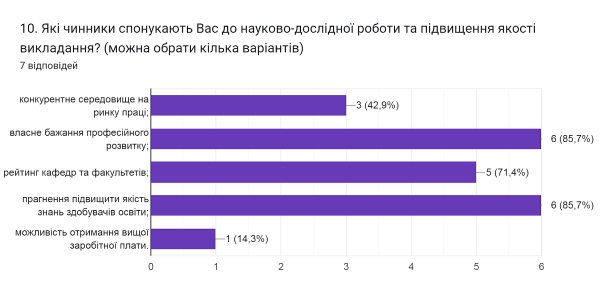 10. Які чинники спонукають Вас до науково-дослідної роботи та підвищення якості
викладання? (можна обрати кілька варіантів)
7 відповідей
конкурентне середовище на
ринку праці;
3 (42,9%)
власне бажання професійного
розвитку;
6 (85,7%)
рейтинг кафедр та факультетів;
5 (71,4%)
прагнення підвищити якість
знань здобувачів освіти;
6 (85,7%)
можливість отримання вищої
заробітної плати.
1 (14,3%)
0 1 2 3 4 5 6